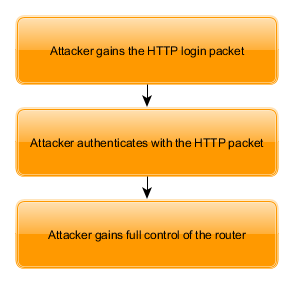 Attacker gains the HTTP login packet
Attacker authenticates with the HTTP packet
Attacker gains full control of the router